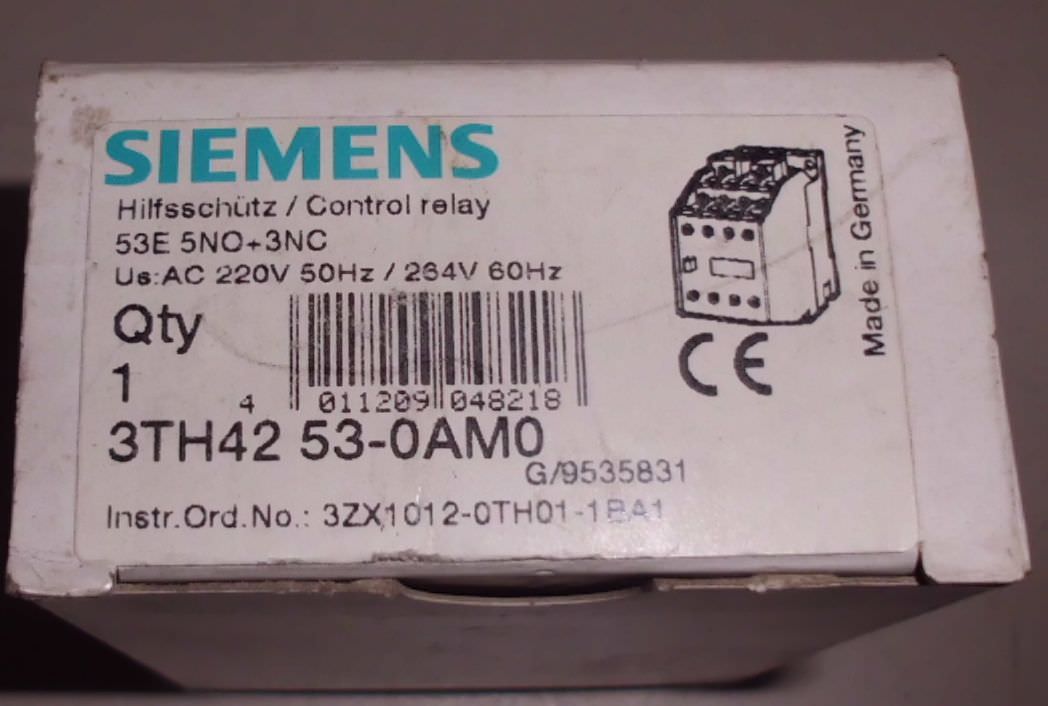 SIEMENS
Hilfsschütz / Control relay
53E 5NO+3NC
Us:AC 220V 50Hz / 264V 60Hz
Qty
1
4 011209 048218
3TH42 53-0AM0
G/9535831
Instr.Ord.No.: 3ZX1012-0TH01-1BA1
CE
Made in Germany